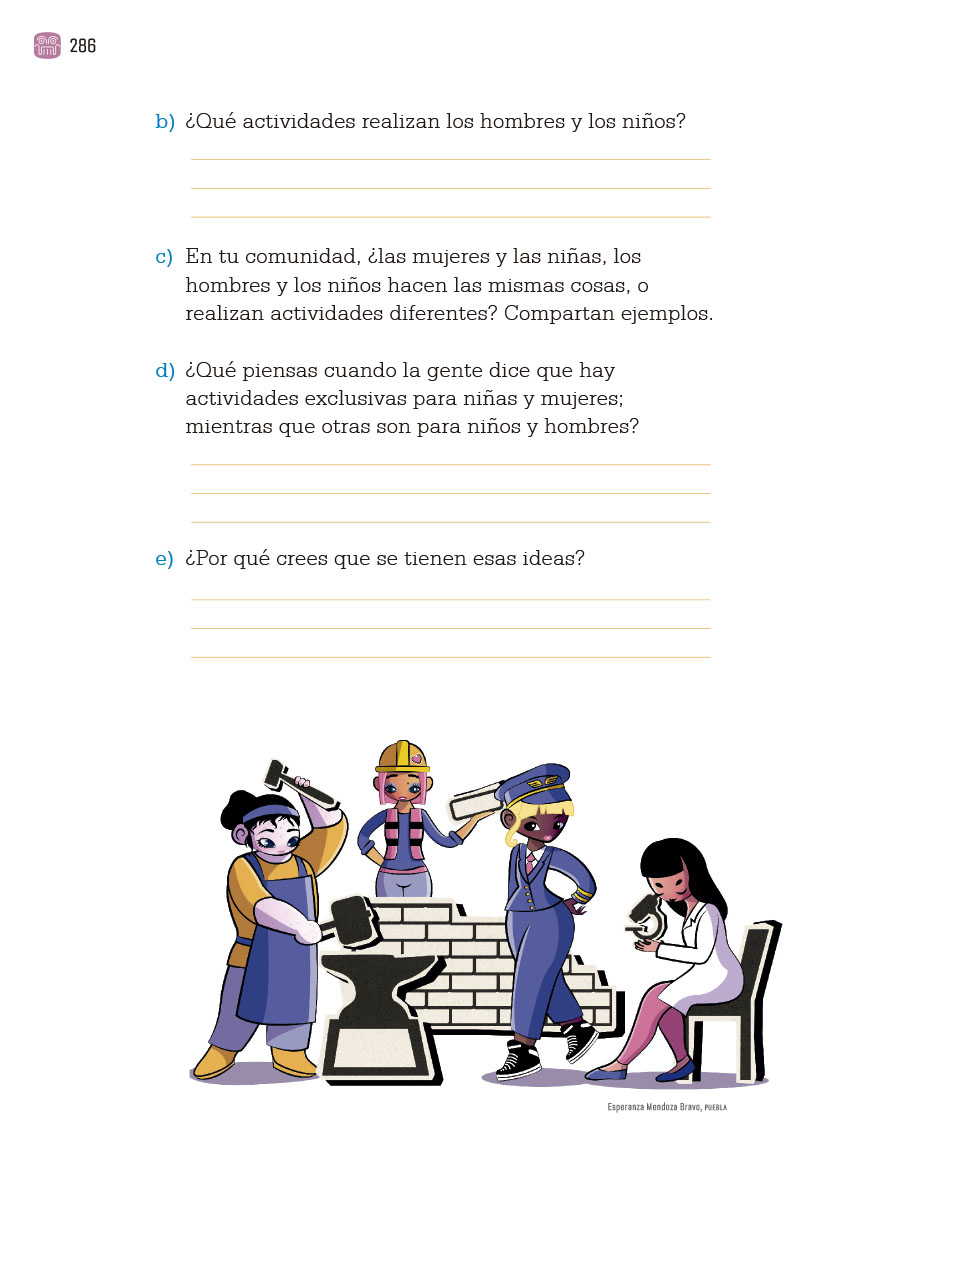 286
b) ¿Qué actividades realizan los hombres y los niños?
c) En tu comunidad, ¿las mujeres y las niñas, los
hombres y los niños hacen las mismas cosas, o
realizan actividades diferentes? Compartan ejemplos.
d) ¿Qué piensas cuando la gente dice que hay
actividades exclusivas para niñas y mujeres;
mientras que otras son para niños y hombres?
e) ¿Por qué crees que se tienen esas ideas?
Esperanza Mendoza Bravo, PUEBLA